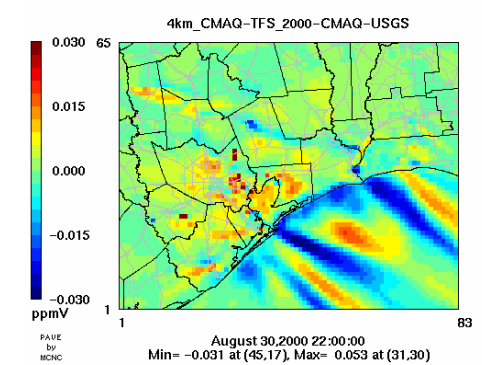 4km_CMAQ-TFS_2000-CMAQ-USGS
0.030
0.015
0.000
-0.015
-0.030
ppmV
65
1
1
83
PAVE
by
MCNC
August 30,2000 22:00:00
Min= -0.031 at (45,17), Max= 0.053 at (31,30)